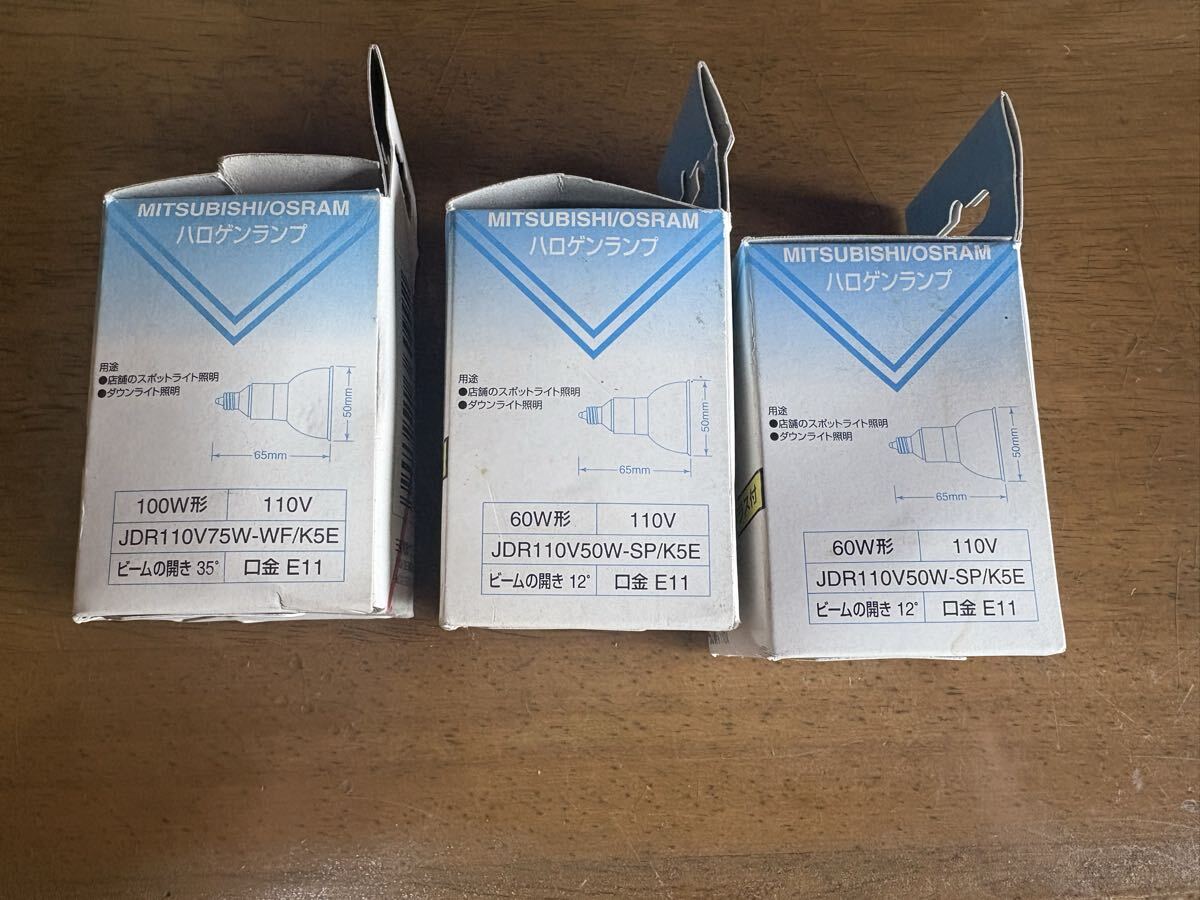 MITSUBISHI/OSRAM
ハロゲンランプ
用途
●店舗のスポットライト照明
●ダウンライト照明
50mm
65mm
100W形 110V
JDR110V75W-WF/K5E
ビームの開き 35° 口金 E11
MITSUBISHI/OSRAM
ハロゲンランプ
用途
●店舗のスポットライト照明
●ダウンライト照明
50mm
65mm
60W形 110V
JDR110V50W-SP/K5E
ビームの開き 12° 口金 E11
MITSUBISHI/OSRAM
ハロゲンランプ
用途
●店舗のスポットライト照明
●ダウンライト照明
50mm
65mm
ス付
60W形 110V
JDR110V50W-SP/K5E
ビームの開き 12° 口金 E11